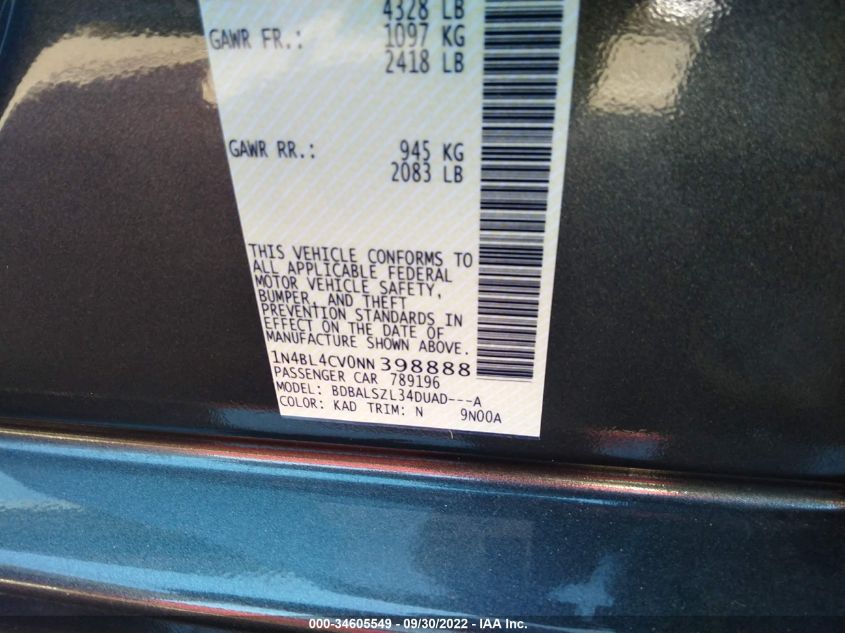 4328 LB
GAWR FR.: 1097 KG
2418 LB
GAWR RR.: 945 KG
2083 LB
THIS VEHICLE CONFORMS TO
ALL APPLICABLE FEDERAL
MOTOR VEHICLE SAFETY,
BUMPER, AND THEFT
PREVENTION STANDARDS IN
EFFECT ON THE DATE OF
MANUFACTURE SHOWN ABOVE.
1N4BL4CV0NN398888
PASSENGER CAR 789196
MODEL: BDBALSZL34DUAD---A
COLOR: KAD TRIM: N 9N00A
000-34605549 - 09/30/2022 - IAA Inc.